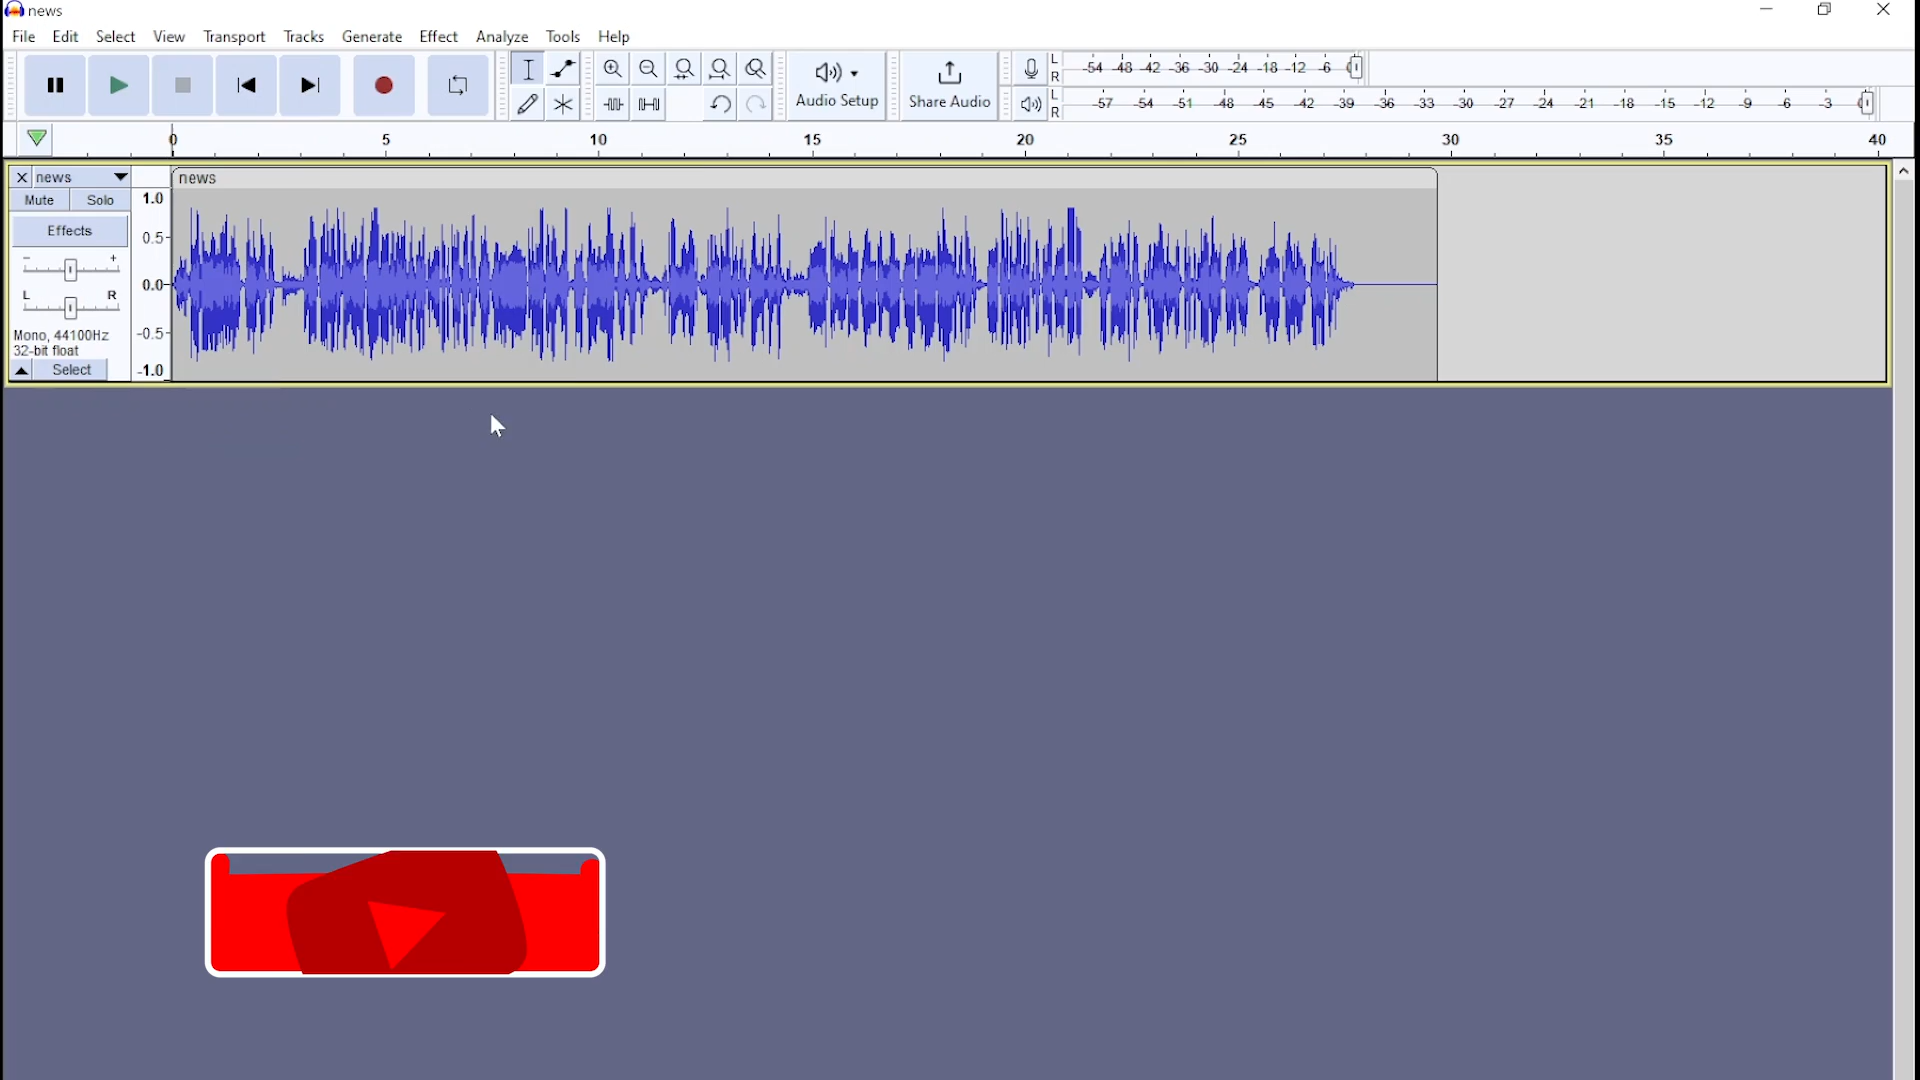 news
File Edit Select View Transport Tracks Generate Effect Analyze Tools Help
L
R
-54 -48 -42 -36 -30 -24 -18 -12 -6
Audio Setup
Share Audio
L
R
-57 -54 -51 -48 -45 -42 -39 -36 -33 -30 -27 -24 -21 -18 -15 -12 -9 -6 -3
0 5 10 15 20 25 30 35 40
news
news
Mute Solo
Effects
- +
L R
Mono, 44100Hz
32-bit float
Select
1.0
0.5-
0.0-
-0.5-
-1.0